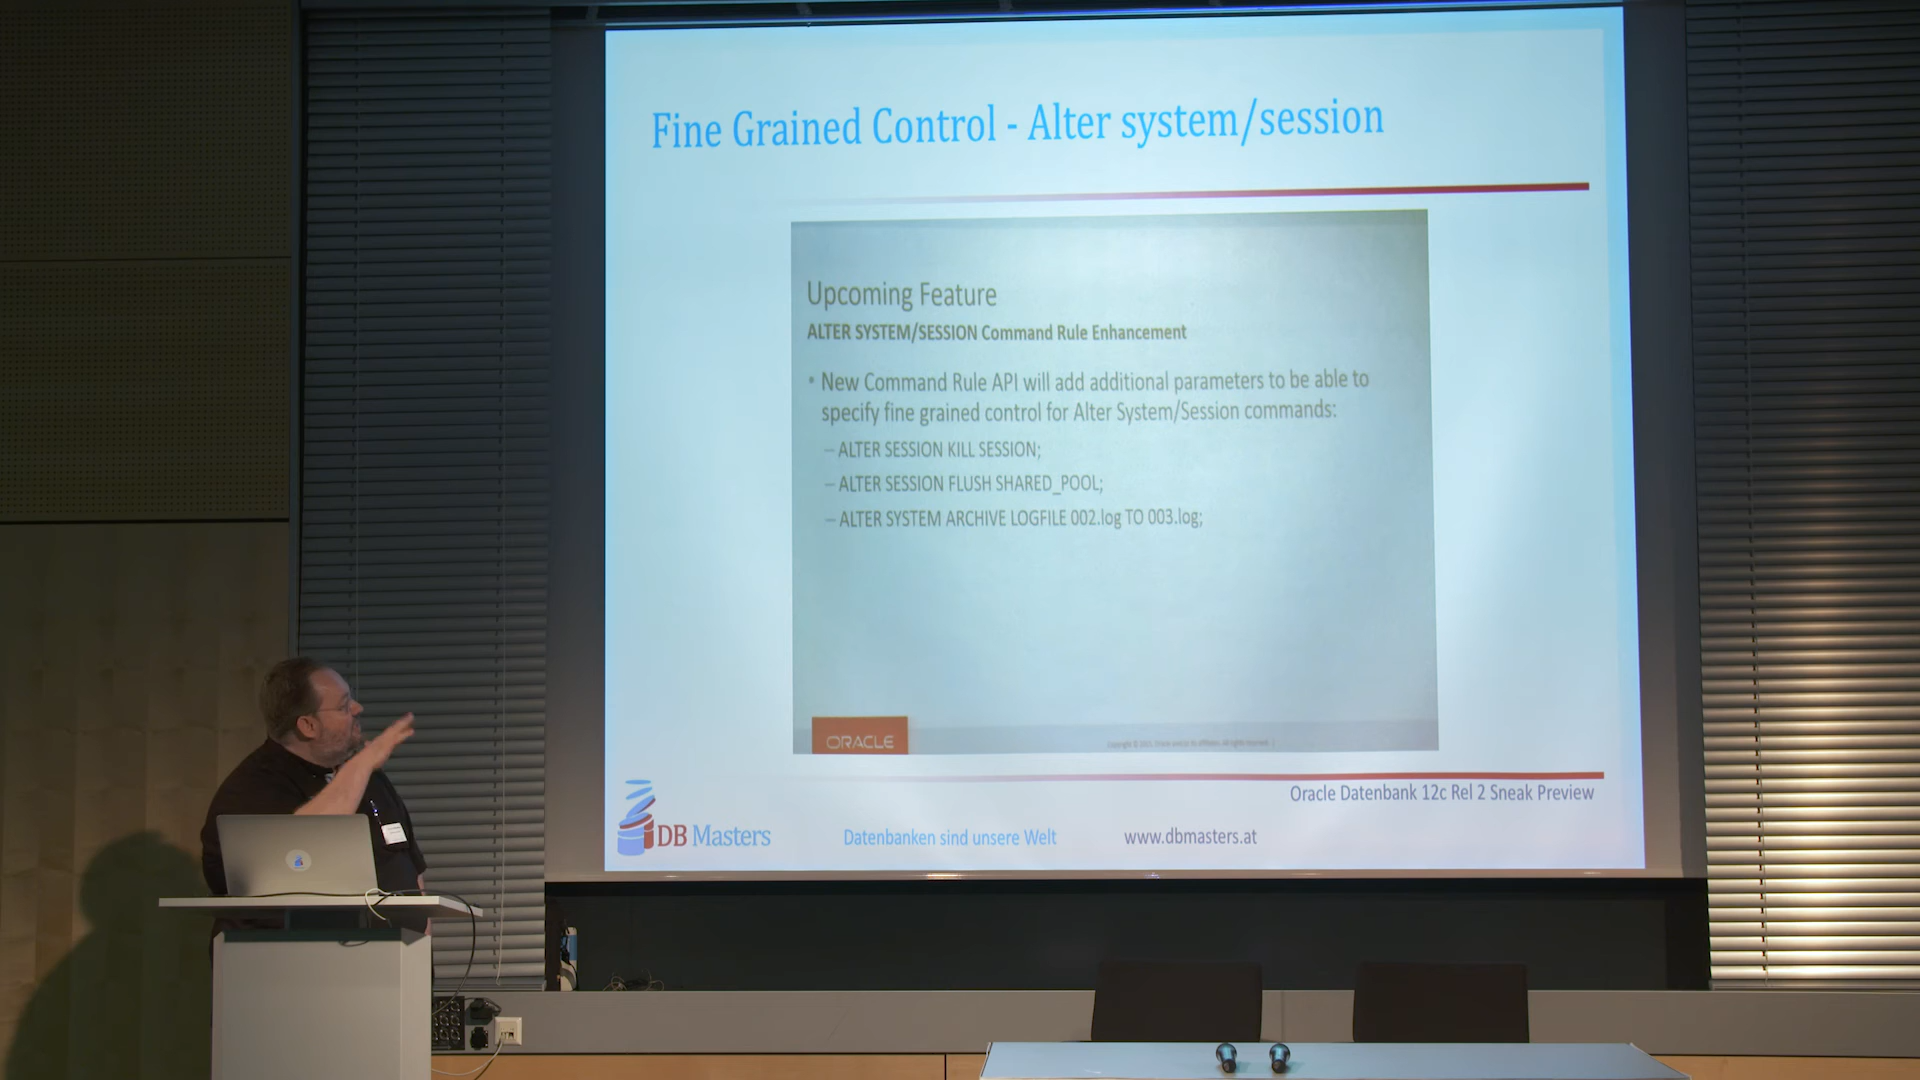 Fine Grained Control - Alter system/session
Upcoming Feature
ALTER SYSTEM/SESSION Command Rule Enhancement
• New Command Rule API will add additional parameters to be able to
specify fine grained control for Alter System/Session commands:
– ALTER SESSION KILL SESSION;
– ALTER SESSION FLUSH SHARED_POOL;
– ALTER SYSTEM ARCHIVE LOGFILE 002.log TO 003.log;
ORACLE
Oracle Datenbank 12c Rel 2 Sneak Preview
DB Masters
Datenbanken sind unsere Welt
www.dbmasters.at